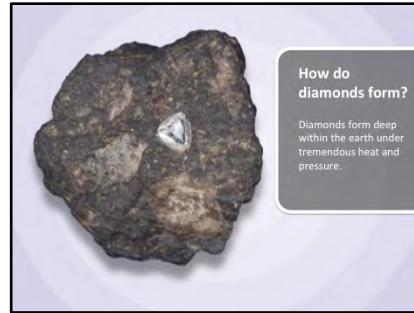 How do
diamonds form?
Diamonds form deep
within the earth under
tremendous heat and
pressure.